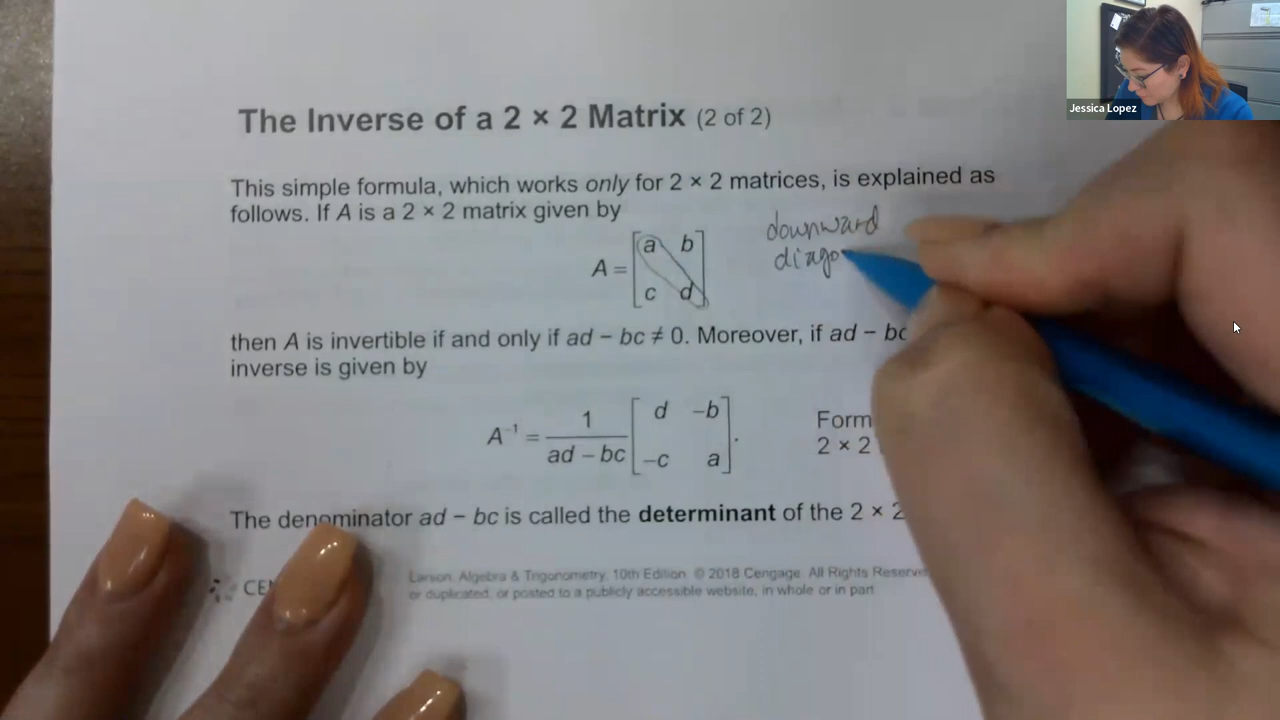 Jessica Lopez
The Inverse of a 2 × 2 Matrix (2 of 2)
This simple formula, which works only for 2 × 2 matrices, is explained as
follows. If A is a 2 × 2 matrix given by
downward
diago
A = [a b
c d]
then A is invertible if and only if ad − bc ≠ 0. Moreover, if ad − bc
inverse is given by
A⁻¹ = 1/(ad − bc) [d −b
−c a].
Form
2 × 2
The denominator ad − bc is called the determinant of the 2 × 2
CEN
Larson, Algebra & Trigonometry, 10th Edition. © 2018 Cengage. All Rights Reserve
or duplicated, or posted to a publicly accessible website, in whole or in part.